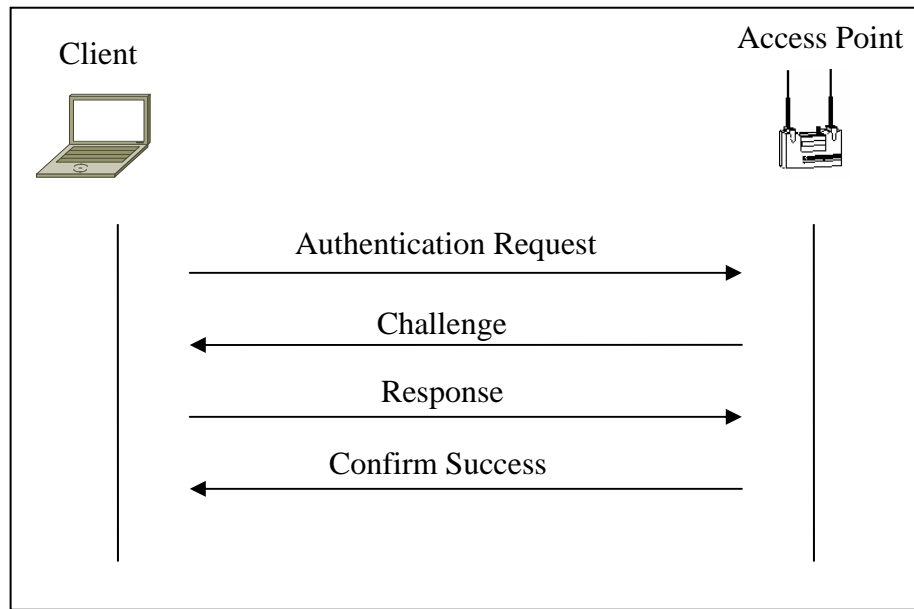 Client
Access Point
Authentication Request
Challenge
Response
Confirm Success